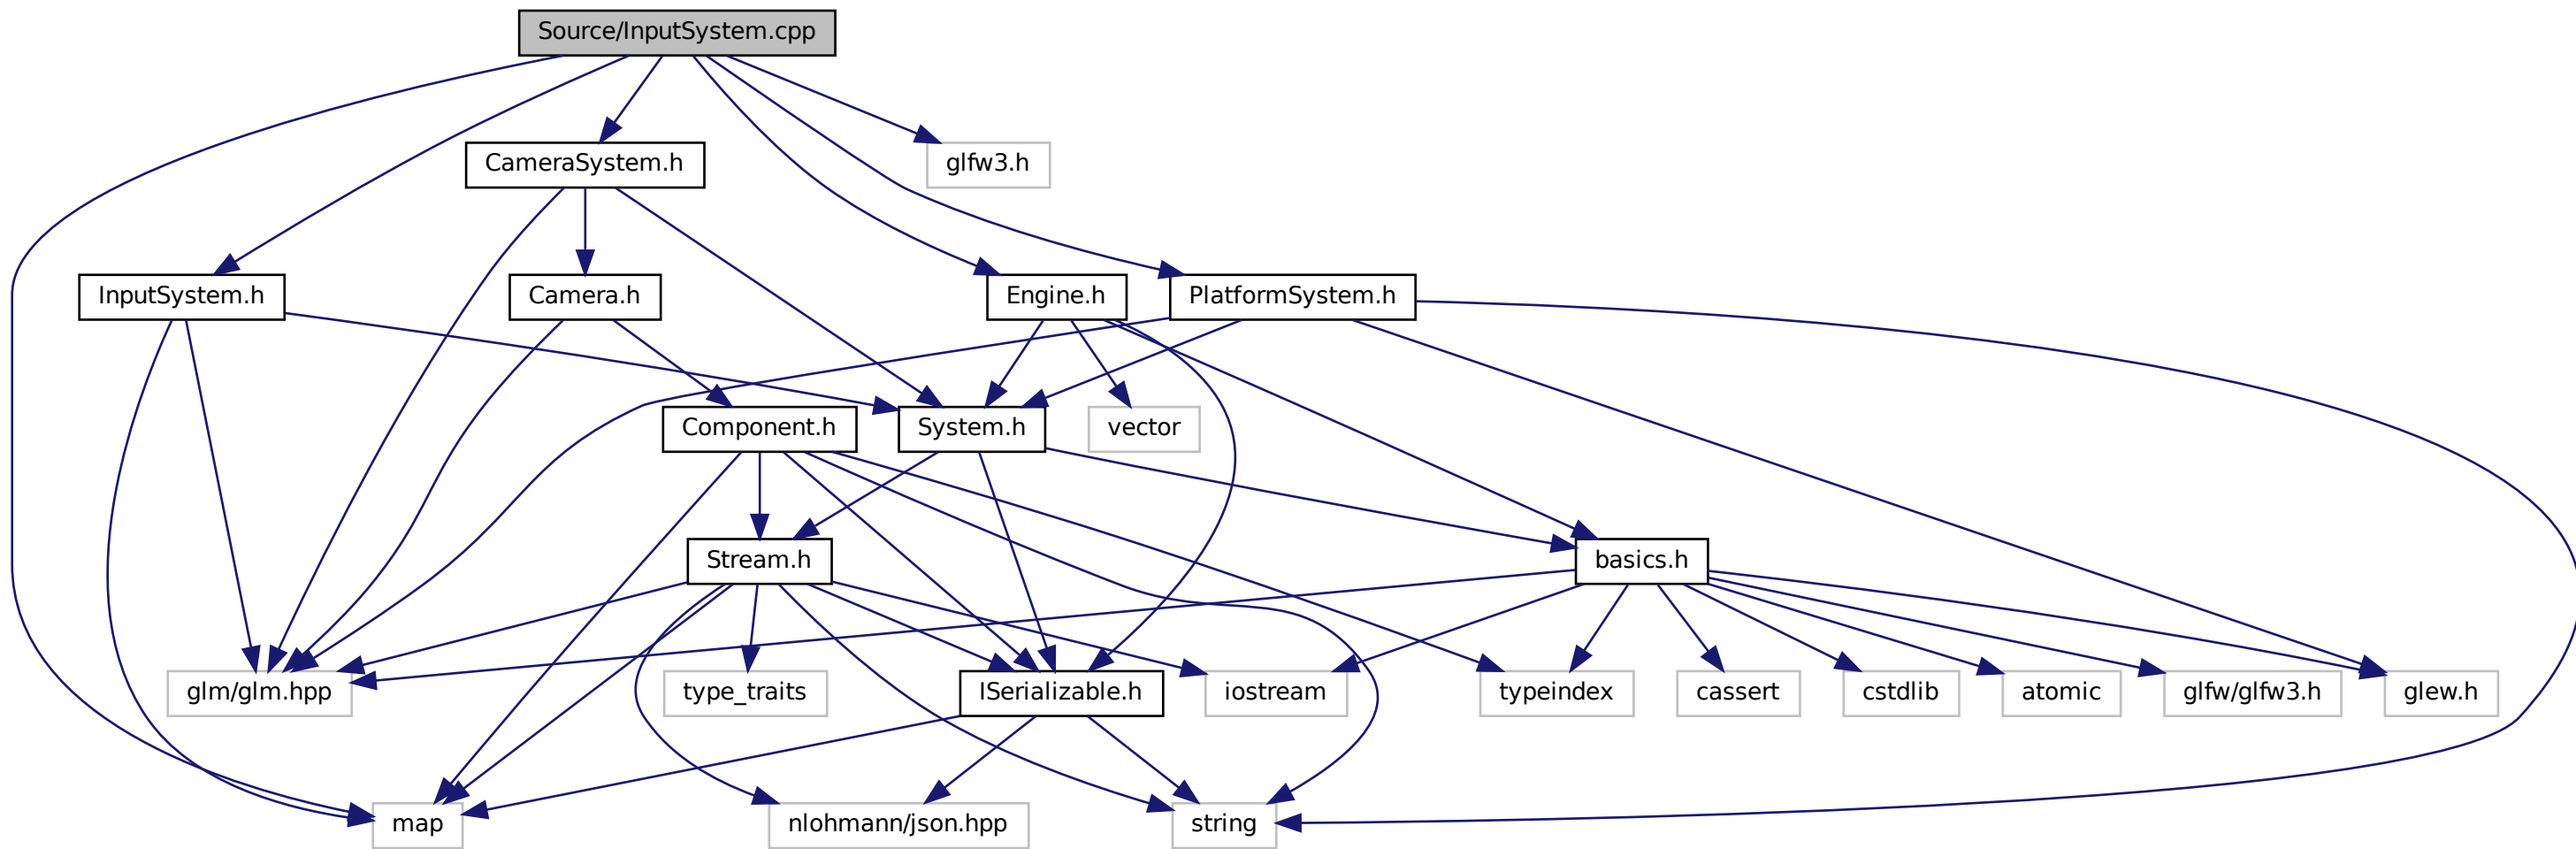 Source/InputSystem.cpp
CameraSystem.h
glfw3.h
InputSystem.h
Camera.h
Engine.h
PlatformSystem.h
Component.h
System.h
vector
Stream.h
basics.h
glm/glm.hpp
type_traits
ISerializable.h
iostream
typeindex
cassert
cstdlib
atomic
glfw/glfw3.h
glew.h
map
nlohmann/json.hpp
string